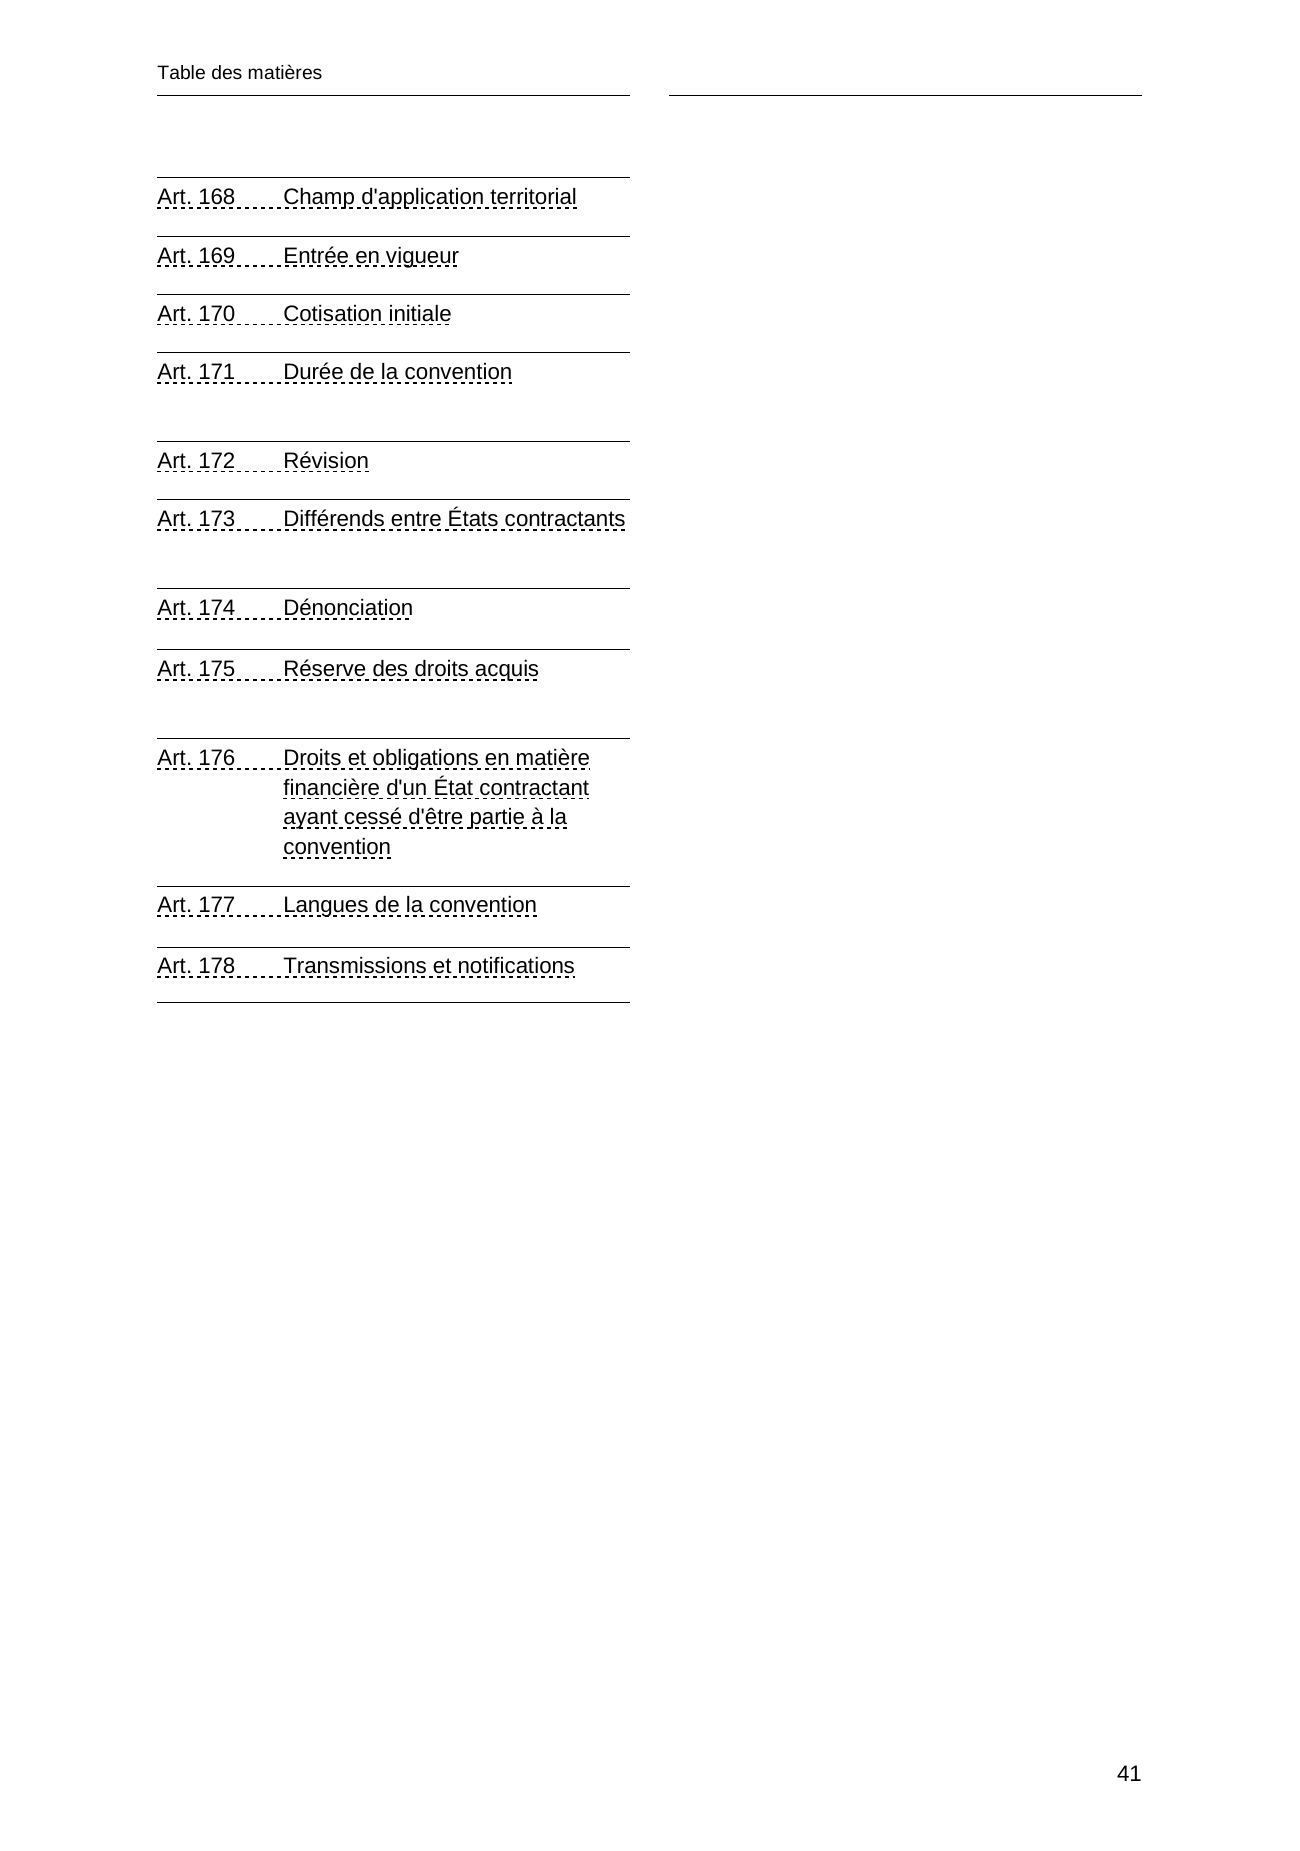 Table des matières
Art. 168 Champ d'application territorial
Art. 169 Entrée en vigueur
Art. 170 Cotisation initiale
Art. 171 Durée de la convention
Art. 172 Révision
Art. 173 Différends entre États contractants
Art. 174 Dénonciation
Art. 175 Réserve des droits acquis
Art. 176 Droits et obligations en matière
financière d'un État contractant
ayant cessé d'être partie à la
convention
Art. 177 Langues de la convention
Art. 178 Transmissions et notifications
41